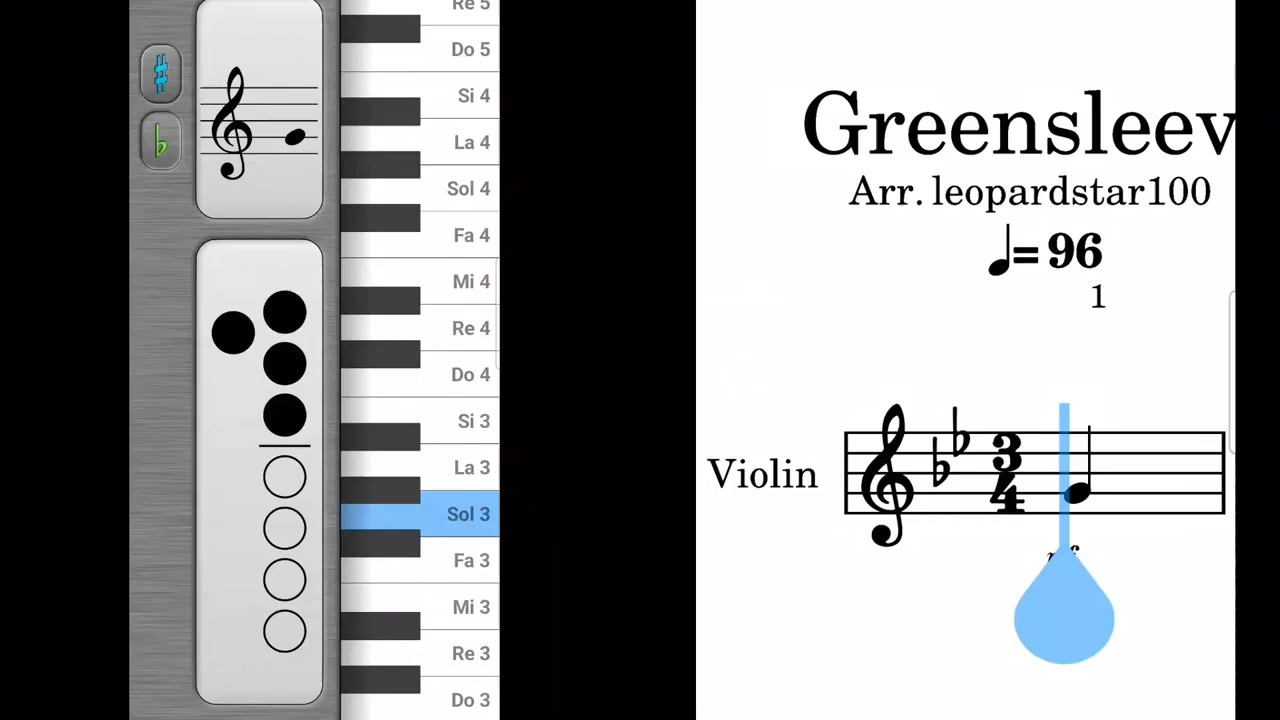 Re 5
Do 5
Si 4
La 4
Sol 4
Fa 4
Mi 4
Re 4
Do 4
Si 3
La 3
Sol 3
Fa 3
Mi 3
Re 3
Do 3
Greensleev
Arr. leopardstar100
= 96
1
Violin
3
4